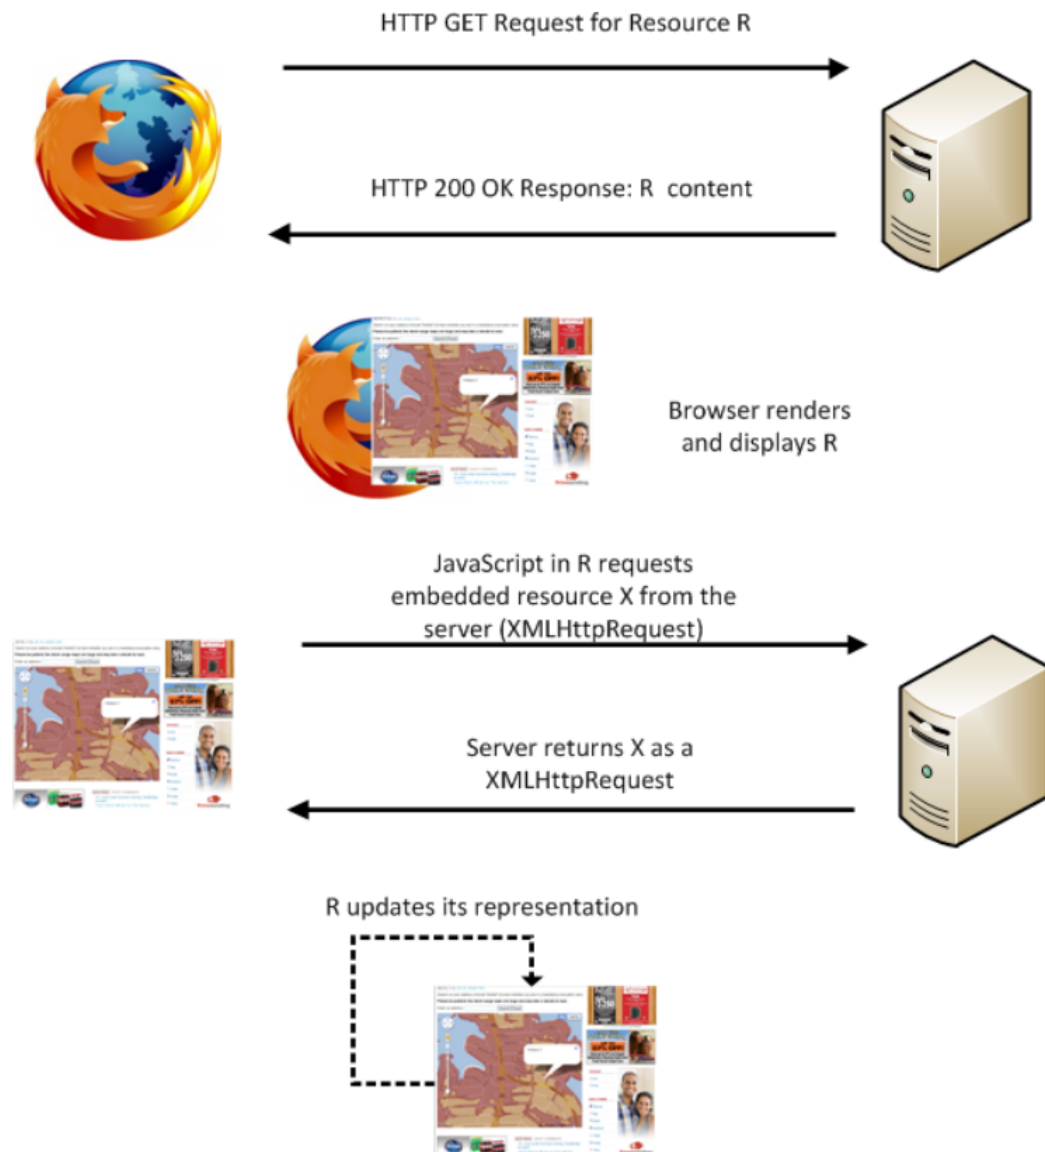 HTTP GET Request for Resource R
HTTP 200 OK Response: R content
Browser renders
and displays R
JavaScript in R requests
embedded resource X from the
server (XMLHttpRequest)
Server returns X as a
XMLHttpRequest
R updates its representation